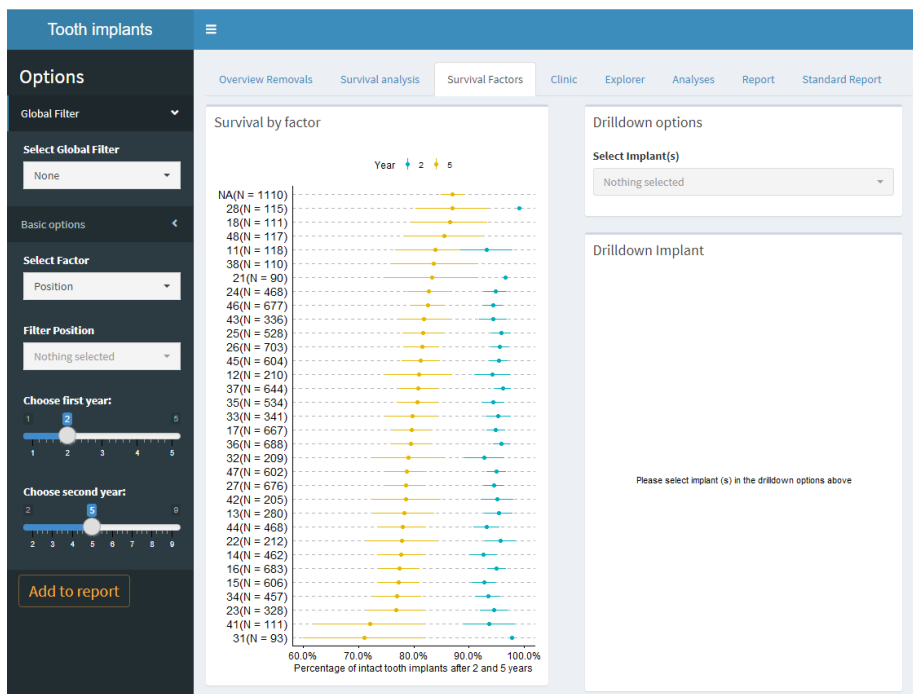 Tooth implants
Options
Global Filter
Select Global Filter
None
Basic options
Select Factor
Position
Filter Position
Nothing selected
Choose first year:
1 2 5
1 2 3 4 5
Choose second year:
2 5 9
2 3 4 5 6 7 8 9
Add to report
Overview Removals Survival analysis Survival Factors Clinic Explorer Analyses Report Standard Report
Survival by factor
Year 2 5
NA(N = 1110)
28(N = 115)
18(N = 111)
48(N = 117)
11(N = 118)
38(N = 110)
21(N = 90)
24(N = 468)
46(N = 677)
43(N = 336)
25(N = 528)
26(N = 703)
45(N = 604)
12(N = 210)
37(N = 644)
35(N = 534)
33(N = 341)
17(N = 667)
36(N = 688)
32(N = 209)
47(N = 602)
27(N = 676)
42(N = 205)
13(N = 280)
44(N = 468)
22(N = 212)
14(N = 462)
16(N = 683)
15(N = 606)
34(N = 457)
23(N = 328)
41(N = 111)
31(N = 93)
60.0% 70.0% 80.0% 90.0% 100.0%
Percentage of intact tooth implants after 2 and 5 years
Drilldown options
Select Implant(s)
Nothing selected
Drilldown Implant
Please select implant (s) in the drilldown options above